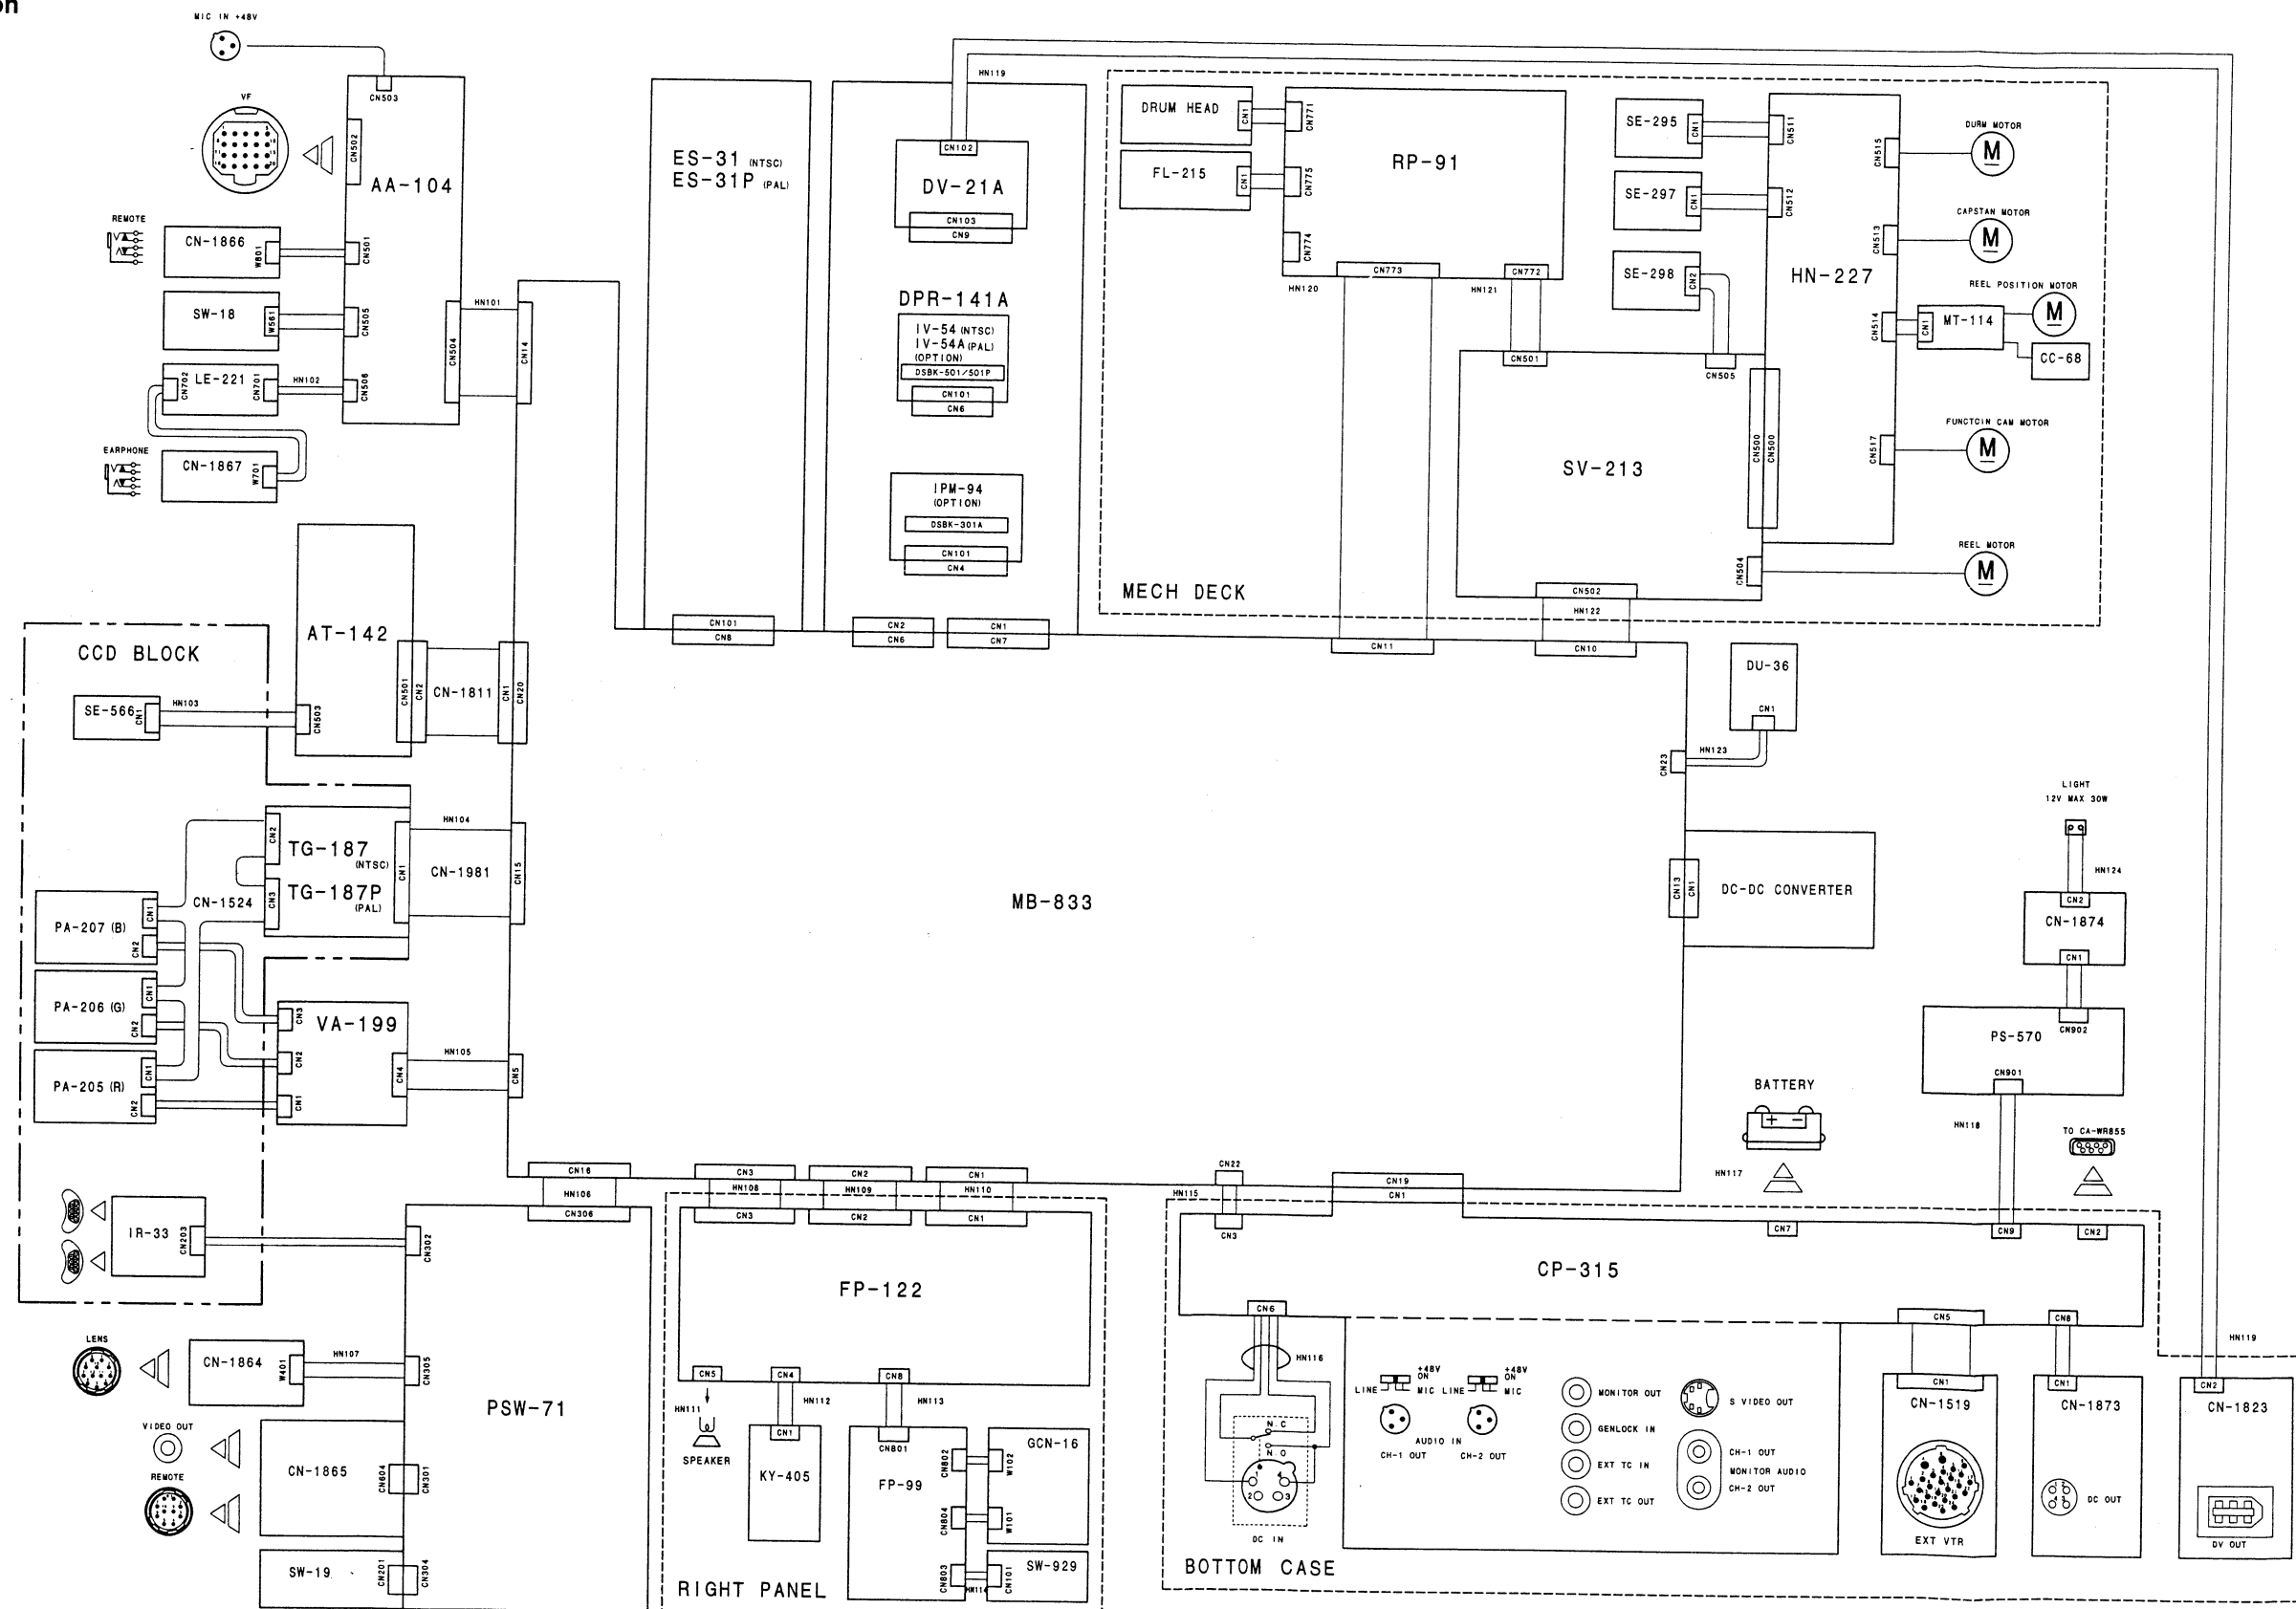 on
MIC IN +48V
CN503
VF
CN502
AA-104
REMOTE
CN-1866
W801
CN501
SW-18
W561
CN505
CN504
HN101
CN14
CN702
LE-221
CN701
HN102
CN506
EARPHONE
CN-1867
W701
ES-31 (NTSC)
ES-31P (PAL)
CN101
CN8
HN119
CN102
DV-21A
CN103
CN9
DPR-141A
IV-54 (NTSC)
IV-54A (PAL)
(OPTION)
DSBK-501/501P
CN101
CN6
IPM-94
(OPTION)
DSBK-301A
CN101
CN4
CN2
CN6
CN1
CN7
DRUM HEAD
CN1
CN771
FL-215
CN1
CN775
RP-91
CN774
CN773
CN772
HN120
HN121
SE-295
CN1
CN511
SE-297
CN1
CN512
SE-298
CN2
HN-227
CN515
DURM MOTOR
M
CN513
CAPSTAN MOTOR
M
REEL POSITION MOTOR
M
CN514
CN1
MT-114
CC-68
FUNCTOIN CAM MOTOR
CN517
M
REEL MOTOR
CN504
M
CN501
CN505
CN500
CN500
SV-213
CN502
HN122
MECH DECK
CN11
CN10
AT-142
CN501
CN2
CN-1811
CN1
CN20
CCD BLOCK
SE-566
CN1
HN103
CN503
CN2
TG-187
(NTSC)
TG-187P
(PAL)
CN3
CN1
HN104
CN-1981
CN15
CN-1524
PA-207 (B)
CN1
CN2
PA-206 (G)
CN1
CN2
PA-205 (R)
CN1
CN2
VA-199
CN3
CN2
CN1
CN4
HN105
CN5
MB-833
DU-36
CN1
HN123
CN23
CN13
CN1
DC-DC CONVERTER
LIGHT
12V MAX 30W
HN124
CN2
CN-1874
CN1
CN902
PS-570
CN901
HN118
BATTERY
+ −
HN117
TO CA-WR855
IR-33
CN203
CN302
CN16
HN106
CN306
CN3
HN108
CN3
CN2
HN109
CN2
CN1
HN110
CN1
CN22
HN115
CN3
CN19
CN1
CN7
CN9
CN2
LENS
CN-1864
W401
HN107
CN305
VIDEO OUT
REMOTE
CN-1865
CN604
CN301
SW-19
CN201
CN304
PSW-71
FP-122
CN5
HN111
SPEAKER
CN4
HN112
CN1
KY-405
CN8
HN113
CN801
FP-99
CN802
W102
GCN-16
CN804
W101
CN803
HN114
CN101
SW-929
RIGHT PANEL
CP-315
CN6
HN116
N.C
N.O
1
4
2
3
DC IN
+48V
ON
LINE
MIC
+48V
ON
LINE
MIC
AUDIO IN
CH-1 OUT
CH-2 OUT
MONITOR OUT
GENLOCK IN
EXT TC IN
EXT TC OUT
S VIDEO OUT
CH-1 OUT
MONITOR AUDIO
CH-2 OUT
BOTTOM CASE
CN5
CN1
CN-1519
EXT VTR
CN8
CN1
CN-1873
DC OUT
HN119
CN2
CN-1823
DV OUT